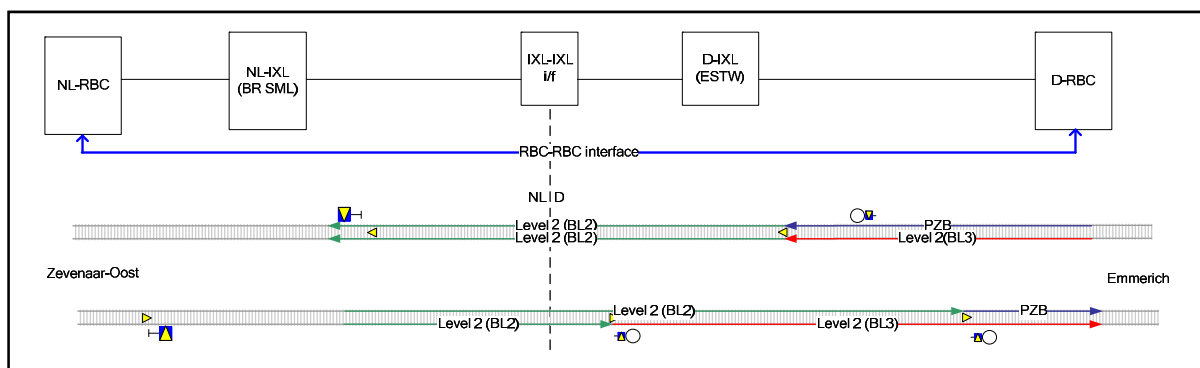 NL-RBC
NL-IXL
(BR SML)
IXL-IXL
i/f
D-IXL
(ESTW)
D-RBC
RBC-RBC interface
NL D
Level 2 (BL2)
PZB
Level 2 (BL2)
Level 2(BL3)
Zevenaar-Oost
Emmerich
Level 2 (BL2)
PZB
Level 2 (BL2)
Level 2 (BL3)